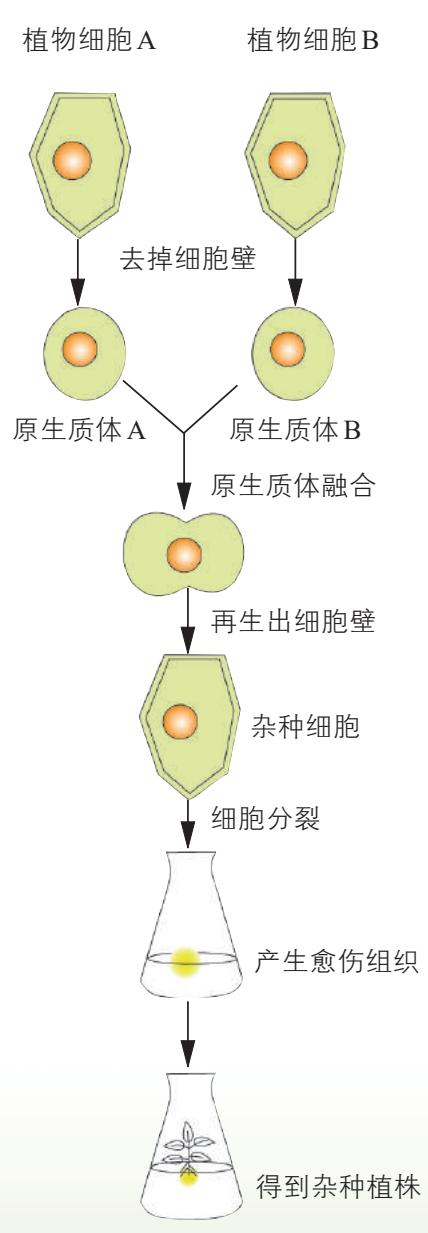 植物细胞A
植物细胞B
去掉细胞壁
原生质体A
原生质体B
原生质体融合
再生出细胞壁
杂种细胞
细胞分裂
产生愈伤组织
得到杂种植株